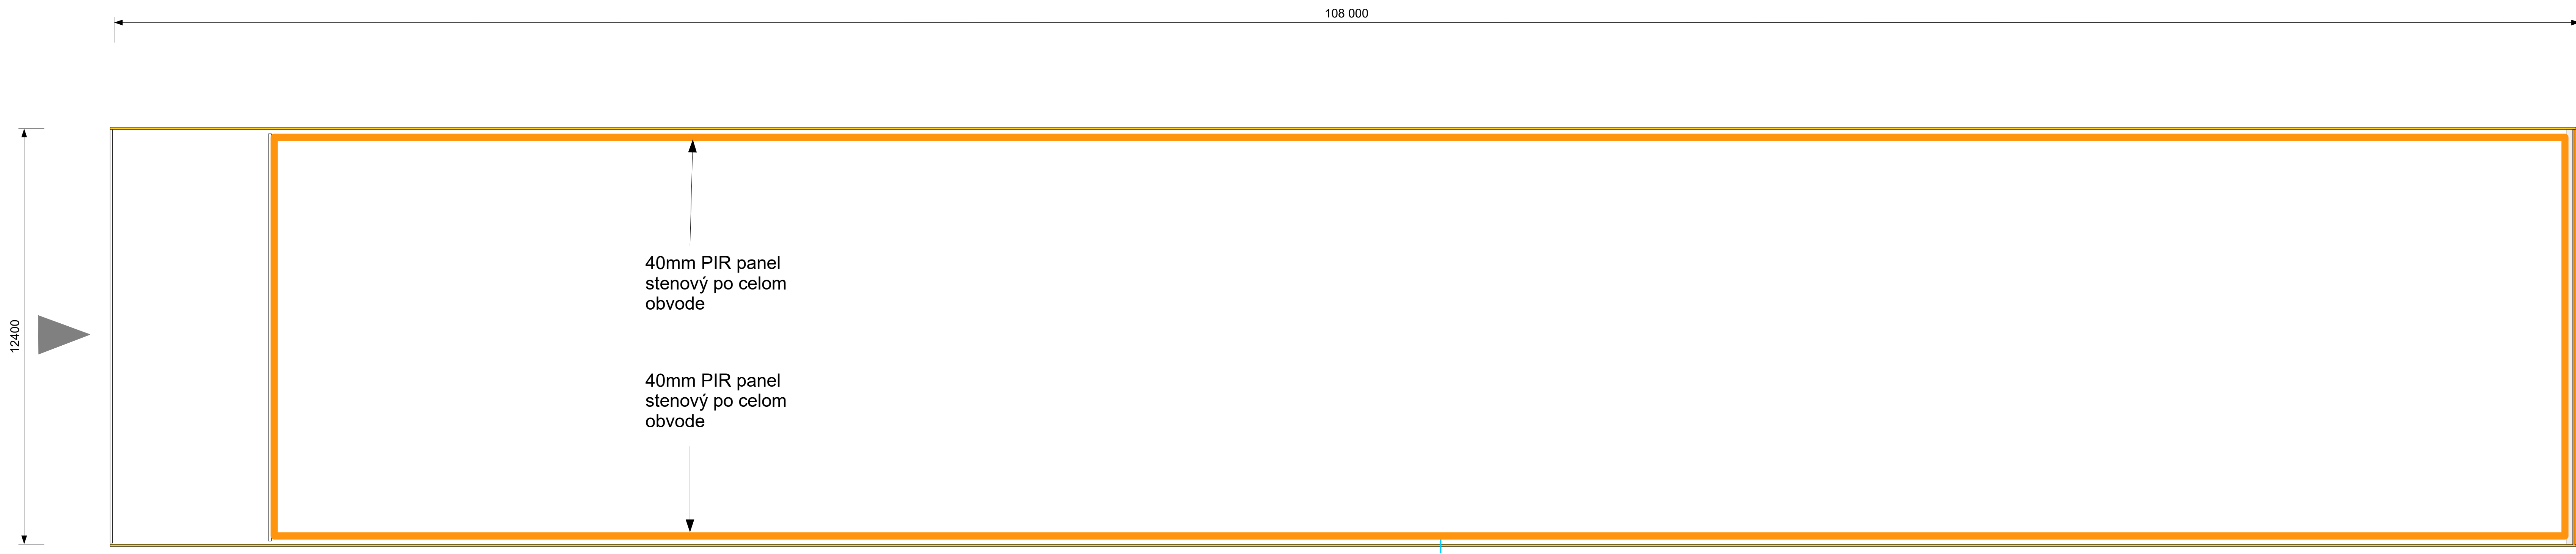 108 000
40mm PIR panel
stenový po celom
obvode
12400
40mm PIR panel
stenový po celom
obvode